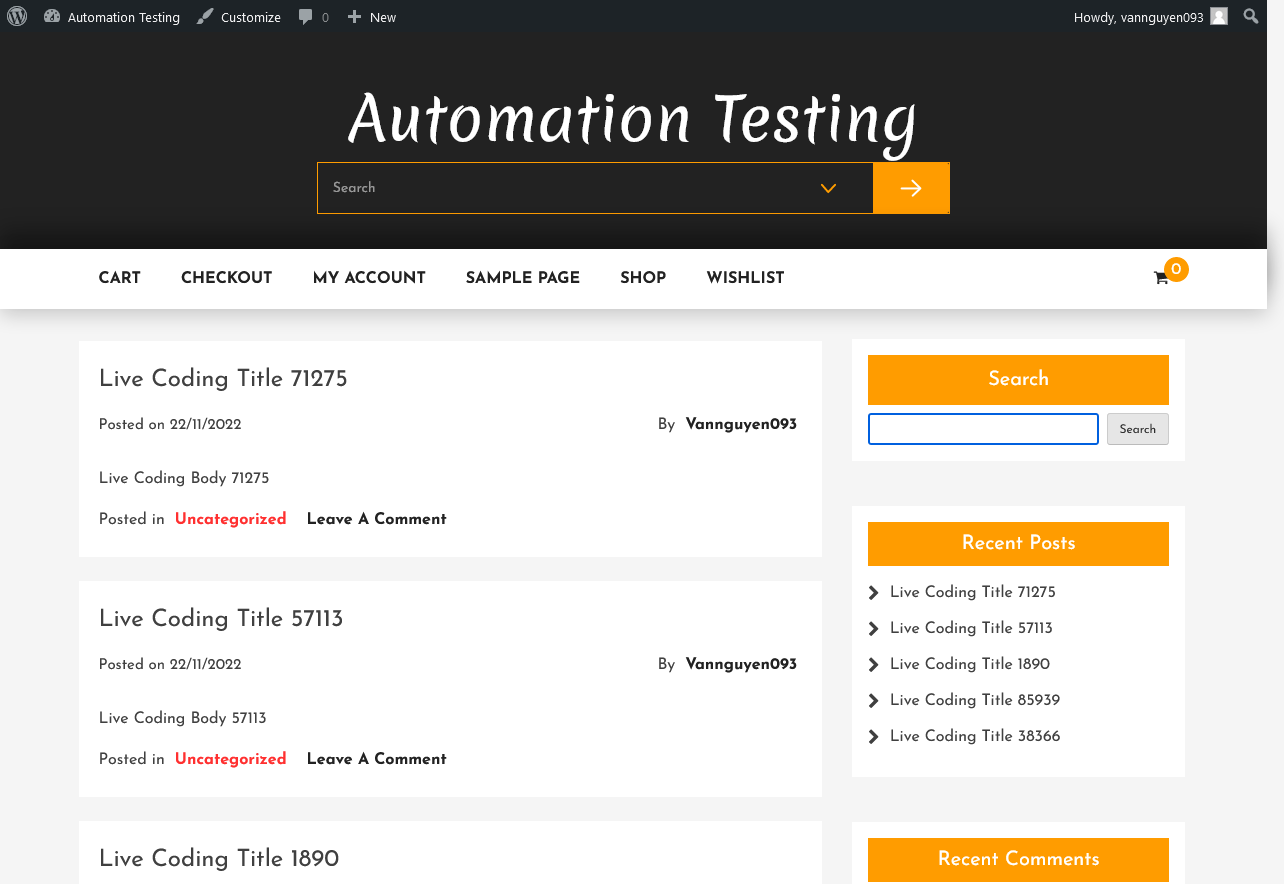 Automation Testing
Customize
0
New
Howdy, vannguyen093
Automation Testing
Search
CART
CHECKOUT
MY ACCOUNT
SAMPLE PAGE
SHOP
WISHLIST
0
Live Coding Title 71275
Posted on 22/11/2022
By Vannguyen093
Live Coding Body 71275
Posted in Uncategorized Leave A Comment
Live Coding Title 57113
Posted on 22/11/2022
By Vannguyen093
Live Coding Body 57113
Posted in Uncategorized Leave A Comment
Live Coding Title 1890
Search
Search
Recent Posts
Live Coding Title 71275
Live Coding Title 57113
Live Coding Title 1890
Live Coding Title 85939
Live Coding Title 38366
Recent Comments